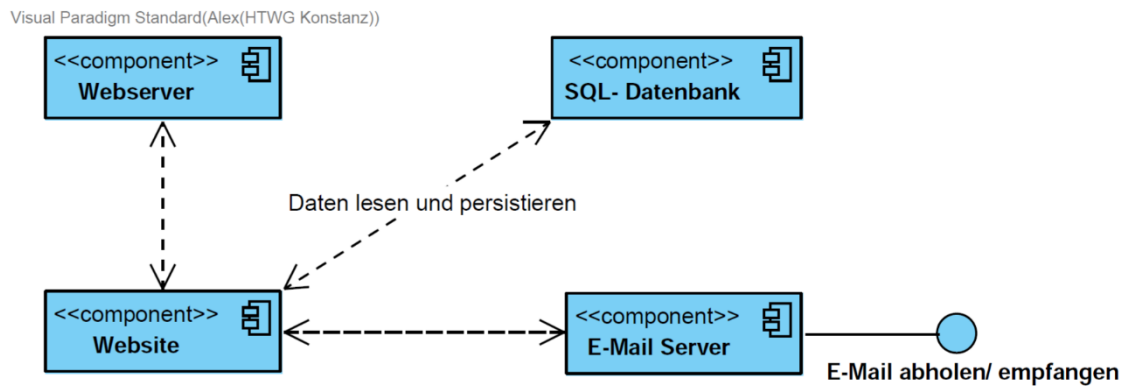 Visual Paradigm Standard(Alex(HTWG Konstanz))
<<component>>
Webserver
<<component>>
SQL- Datenbank
Daten lesen und persistieren
<<component>>
Website
<<component>>
E-Mail Server
E-Mail abholen/ empfangen